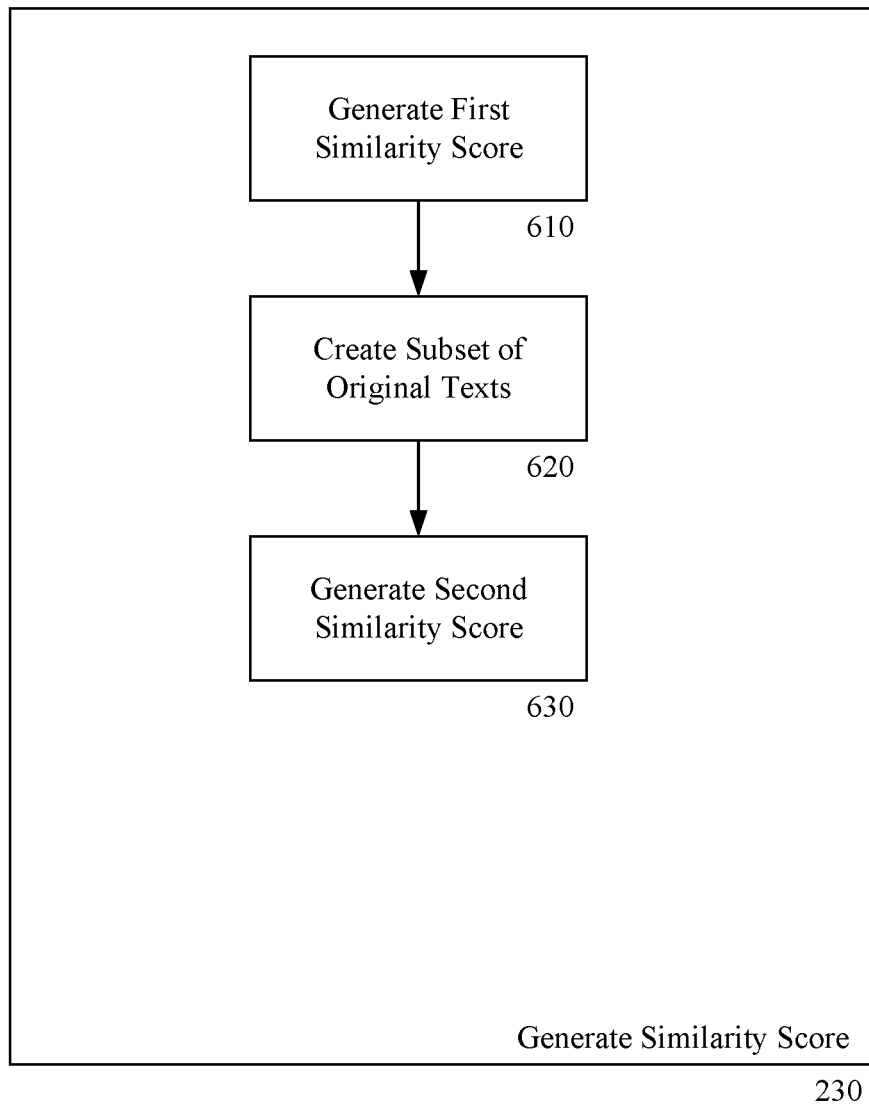 Generate First
Similarity Score
610
Create Subset of
Original Texts
620
Generate Second
Similarity Score
630
Generate Similarity Score
230